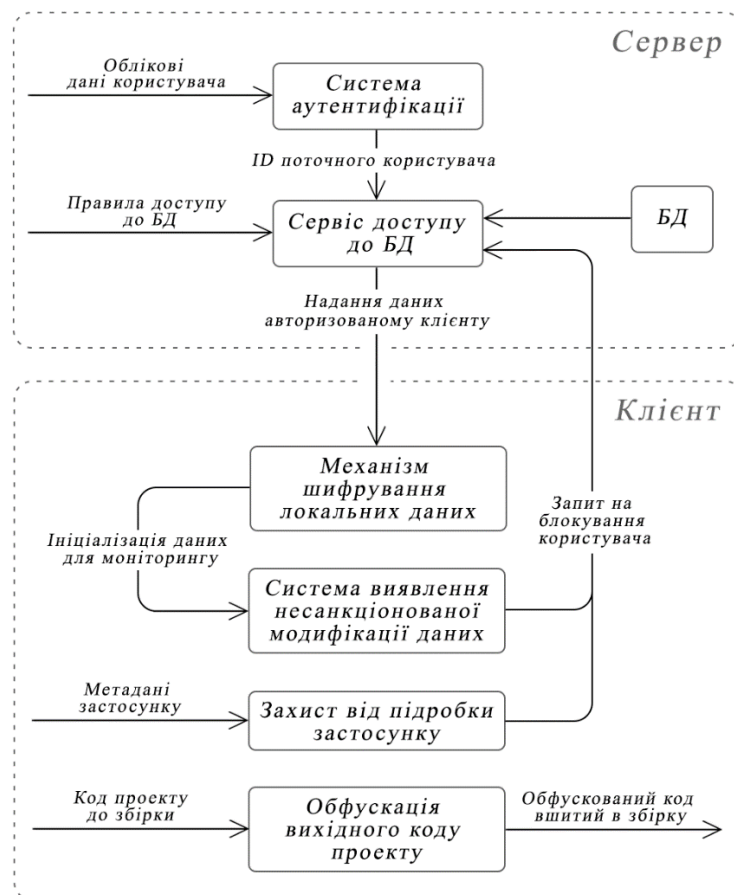 Сервер
Облікові
дані користувача
Система
аутентифікації
ID поточного користувача
Правила доступу
до БД
Сервіс доступу
до БД
БД
Надання даних
авторизованому клієнту
Клієнт
Механізм
шифрування
локальних даних
Запит на
блокування
користувача
Ініціалізація даних
для моніторингу
Система виявлення
несанкціонованої
модифікації даних
Метадані
застосунку
Захист від підробки
застосунку
Код проекту
до збірки
Обфускація
вихідного коду
проекту
Обфускований код
вшитий в збірку